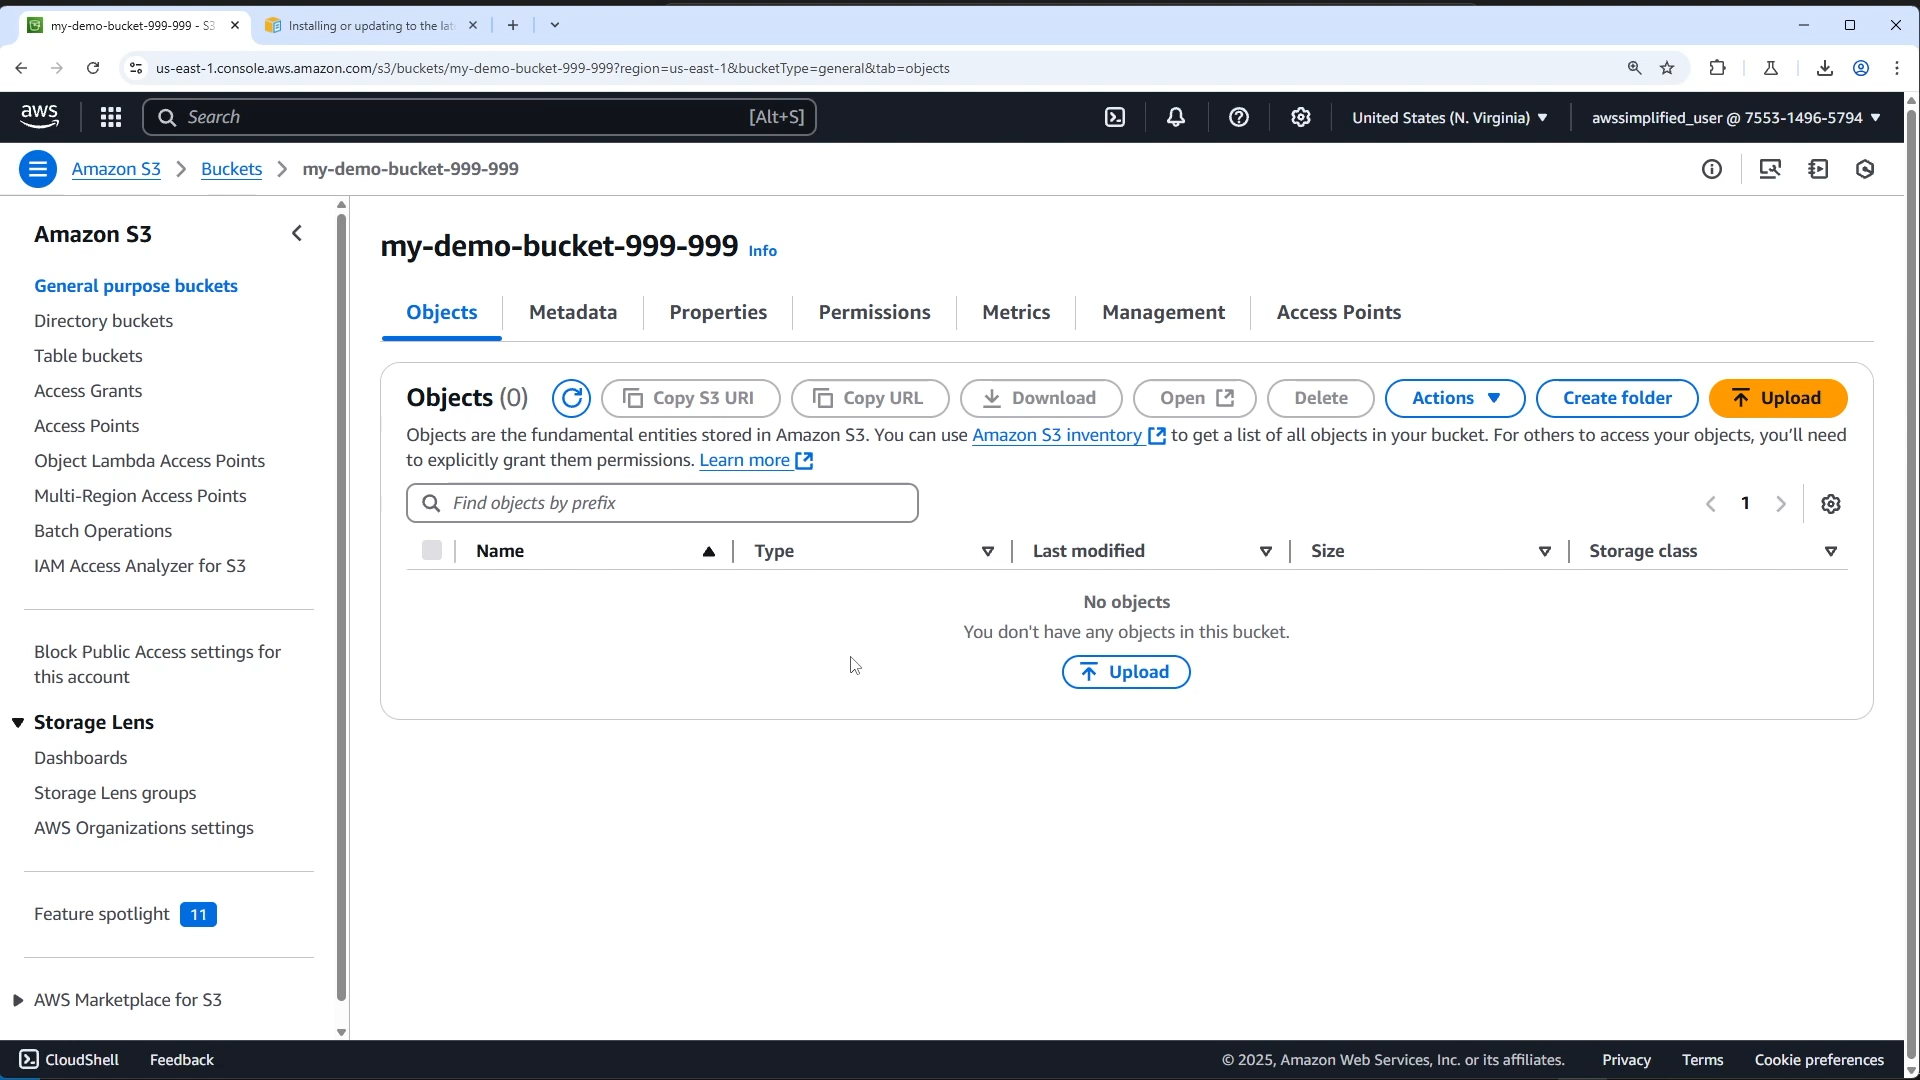 my-demo-bucket-999-999 - S3
Installing or updating to the lat
us-east-1.console.aws.amazon.com/s3/buckets/my-demo-bucket-999-999?region=us-east-1&bucketType=general&tab=objects
aws
Search
[Alt+S]
United States (N. Virginia)
awssimplified_user @ 7553-1496-5794
Amazon S3
Buckets
my-demo-bucket-999-999
Amazon S3
General purpose buckets
Directory buckets
Table buckets
Access Grants
Access Points
Object Lambda Access Points
Multi-Region Access Points
Batch Operations
IAM Access Analyzer for S3
Block Public Access settings for
this account
Storage Lens
Dashboards
Storage Lens groups
AWS Organizations settings
Feature spotlight 11
AWS Marketplace for S3
my-demo-bucket-999-999 Info
Objects
Metadata
Properties
Permissions
Metrics
Management
Access Points
Objects (0)
Copy S3 URI
Copy URL
Download
Open
Delete
Actions
Create folder
Upload
Objects are the fundamental entities stored in Amazon S3. You can use Amazon S3 inventory to get a list of all objects in your bucket. For others to access your objects, you’ll need
to explicitly grant them permissions. Learn more
Find objects by prefix
1
Name
Type
Last modified
Size
Storage class
No objects
You don't have any objects in this bucket.
Upload
CloudShell
Feedback
© 2025, Amazon Web Services, Inc. or its affiliates.
Privacy
Terms
Cookie preferences